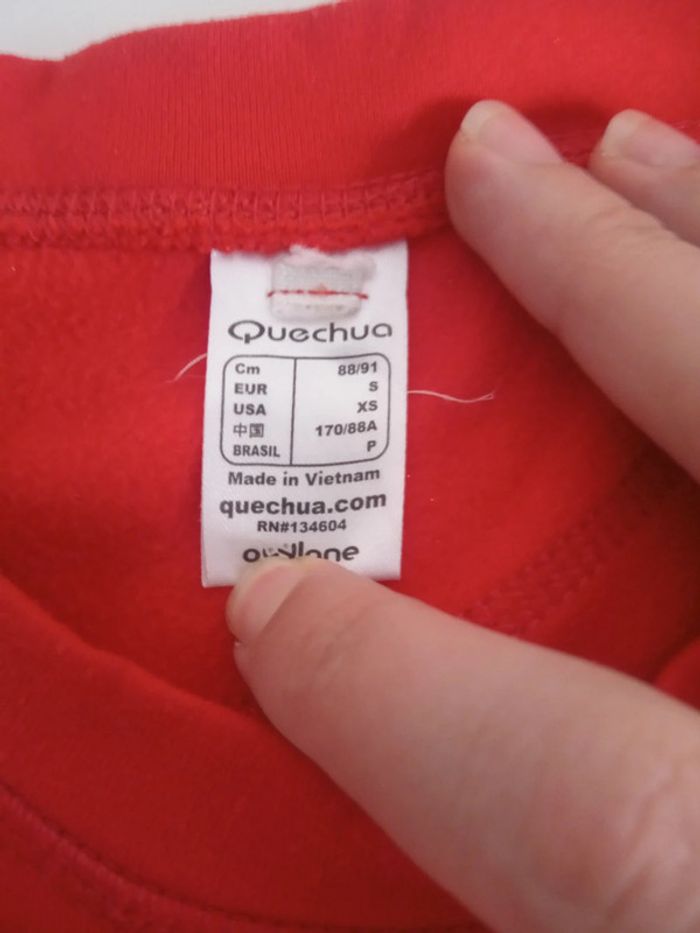 Quechua
Cm 88/91
EUR S
USA XS
中国 170/88A
BRASIL P
Made in Vietnam
quechua.com
RN#134604